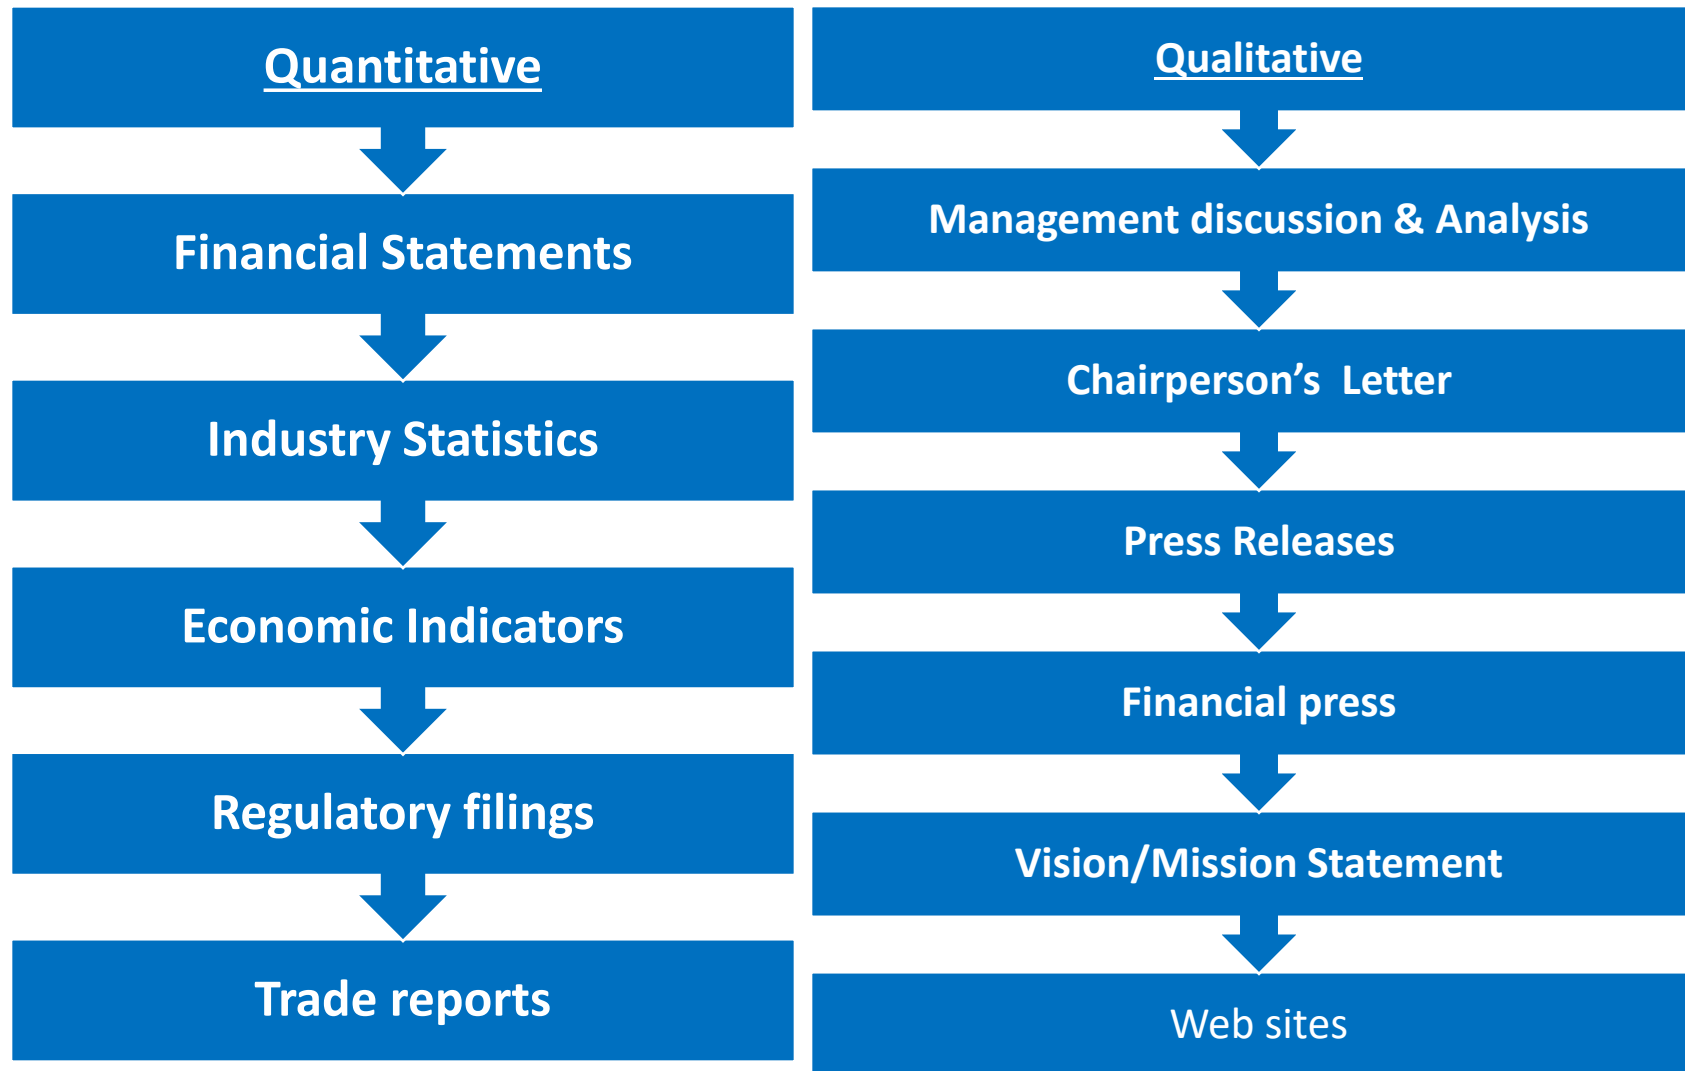 Quantitative
Financial Statements
Industry Statistics
Economic Indicators
Regulatory filings
Trade reports
Qualitative
Management discussion & Analysis
Chairperson’s  Letter
Press Releases
Financial press
Vision/Mission Statement
Web sites